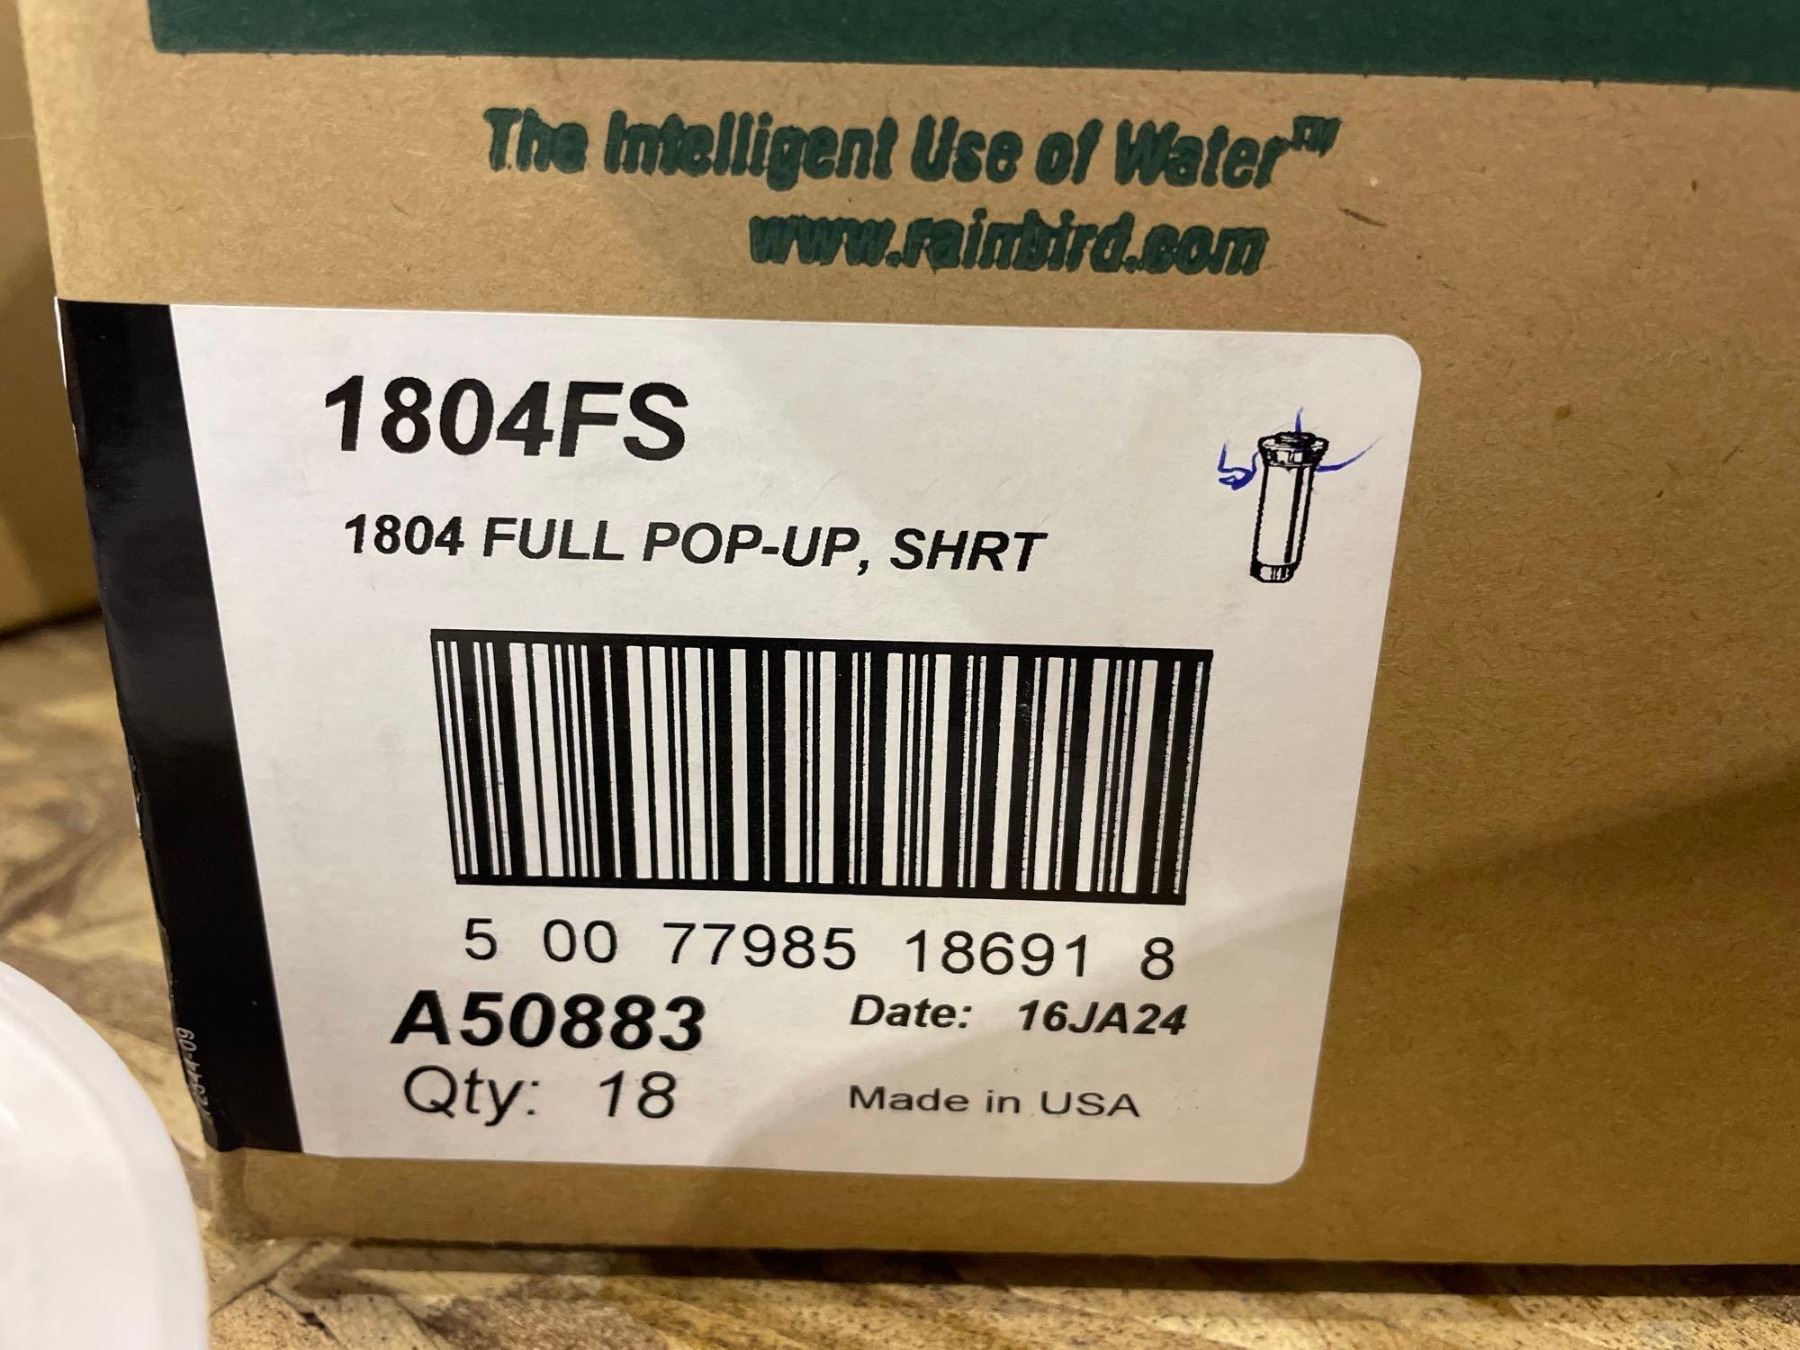 The Intelligent Use of Water™
www.rainbird.com
1804FS
1804 FULL POP-UP, SHRT
5 00 77985 18691 8
A50883 Date: 16JA24
Qty: 18 Made in USA